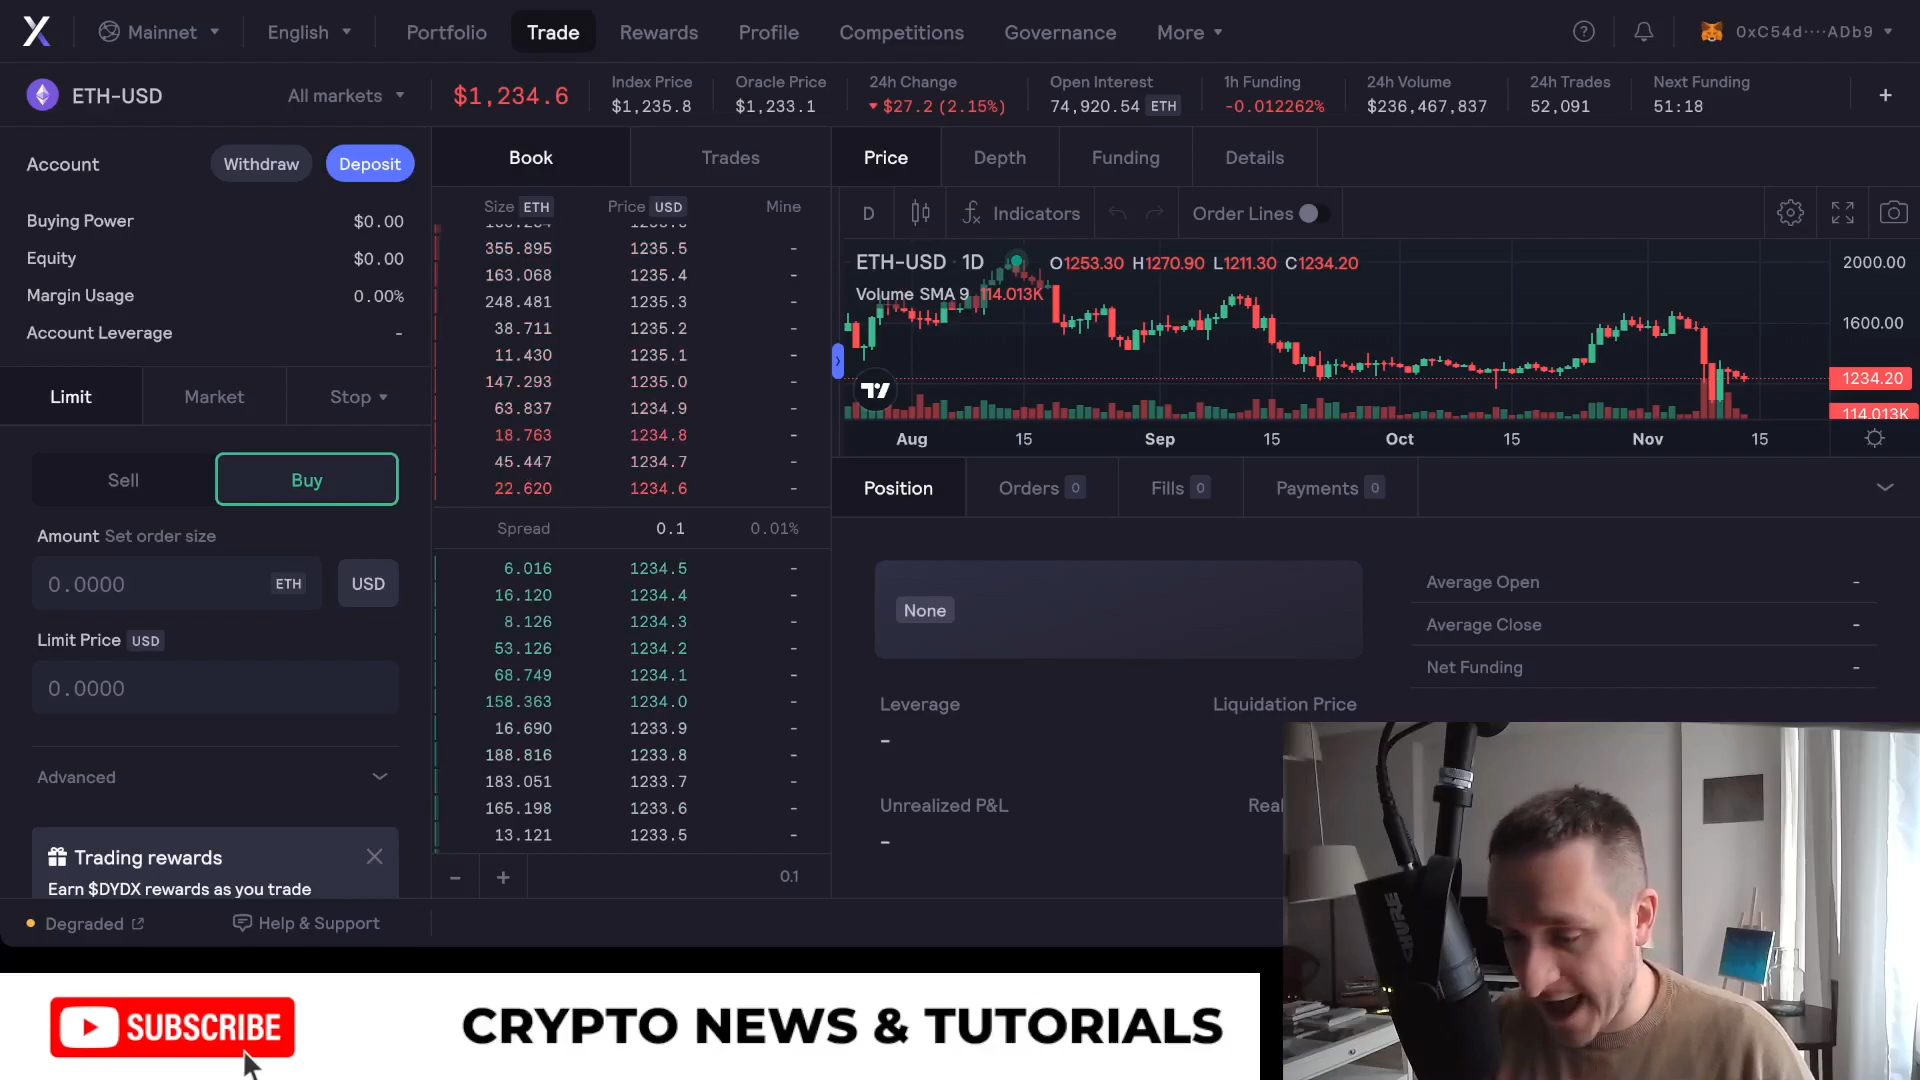 Mainnet
English
Portfolio
Trade
Rewards
Profile
Competitions
Governance
More
0xC54d····ADb9
ETH-USD
All markets
$1,234.6
Index Price
$1,235.8
Oracle Price
$1,233.1
24h Change
$27.2 (2.15%)
Open Interest
74,920.54 ETH
1h Funding
-0.012262%
24h Volume
$236,467,837
24h Trades
52,091
Next Funding
51:18
+
Account
Withdraw
Deposit
Buying Power $0.00
Equity $0.00
Margin Usage 0.00%
Account Leverage -
Limit
Market
Stop
Sell
Buy
Amount Set order size
0.0000 ETH
USD
Limit Price USD
0.0000
Advanced
Trading rewards
Earn $DYDX rewards as you trade
Degraded
Help & Support
Book
Trades
Size ETH Price USD Mine
355.895 1235.5 -
163.068 1235.4 -
248.481 1235.3 -
38.711 1235.2 -
11.430 1235.1 -
147.293 1235.0 -
63.837 1234.9 -
18.763 1234.8 -
45.447 1234.7 -
22.620 1234.6 -
Spread 0.1 0.01%
6.016 1234.5 -
16.120 1234.4 -
8.126 1234.3 -
53.126 1234.2 -
68.749 1234.1 -
158.363 1234.0 -
16.690 1233.9 -
188.816 1233.8 -
183.051 1233.7 -
165.198 1233.6 -
13.121 1233.5 -
- + 0.1
Price
Depth
Funding
Details
D
Indicators
Order Lines
ETH-USD · 1D O1253.30 H1270.90 L1211.30 C1234.20
Volume SMA 9 114.013K
2000.00
1600.00
1234.20
114.013K
Aug 15 Sep 15 Oct 15 Nov 15
Position
Orders 0
Fills 0
Payments 0
None
Average Open -
Average Close -
Net Funding -
Leverage
-
Liquidation Price
Unrealized P&L
-
Real
SHURE
SUBSCRIBE
CRYPTO NEWS & TUTORIALS